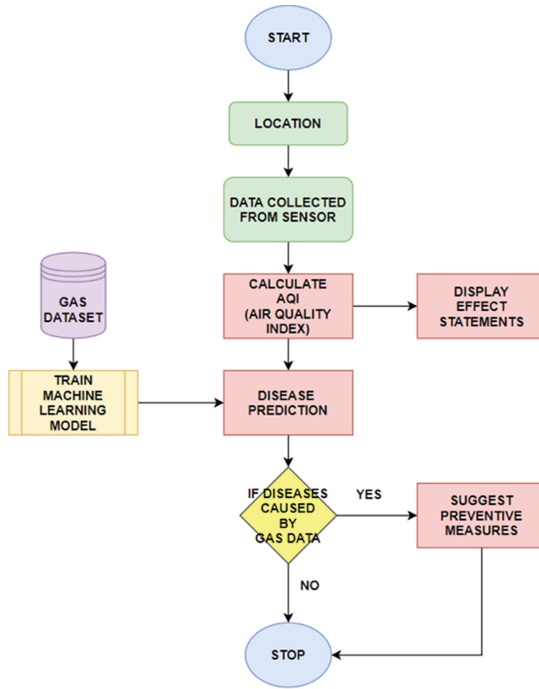 START
LOCATION
DATA COLLECTED
FROM SENSOR
GAS
DATASET
CALCULATE
AQI
(AIR QUALITY
INDEX)
DISPLAY
EFFECT
STATEMENTS
TRAIN
MACHINE
LEARNING
MODEL
DISEASE
PREDICTION
IF DISEASES
CAUSED
BY
GAS DATA
YES
SUGGEST
PREVENTIVE
MEASURES
NO
STOP